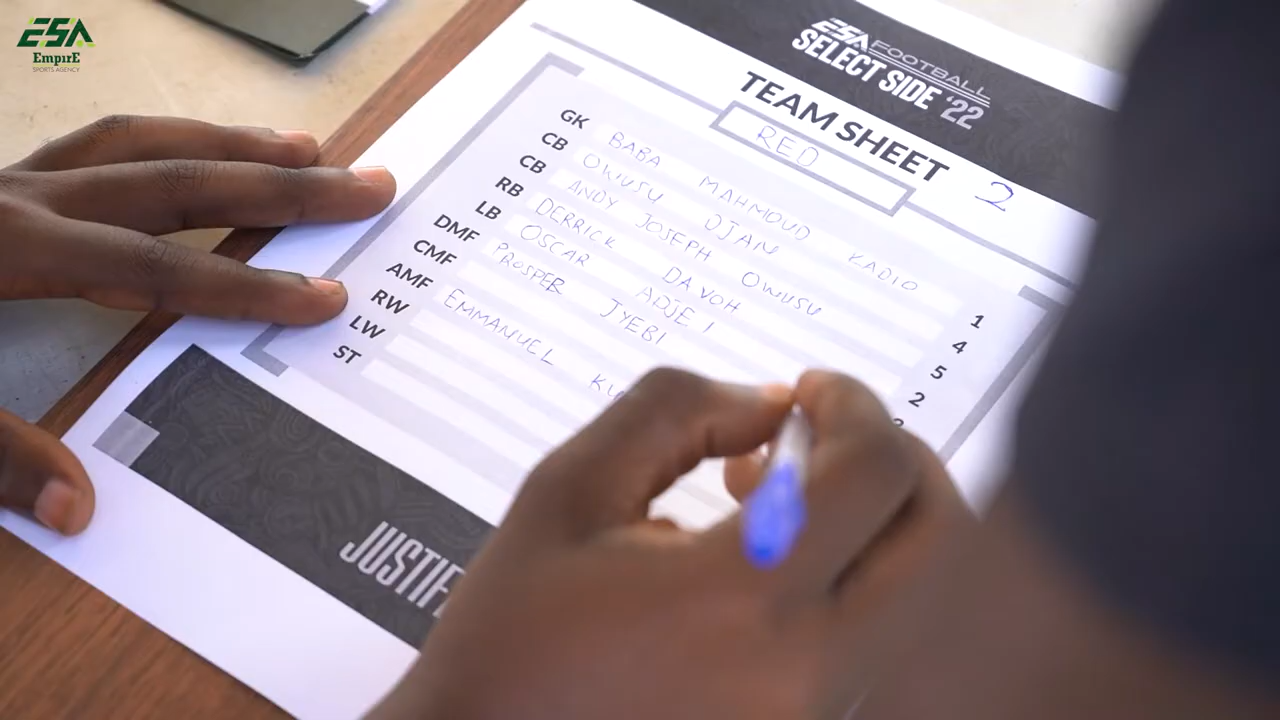 ESA
EmpirE
SPORTS AGENCY
ESA FOOTBALL
SELECT SIDE '22
TEAM SHEET
RED
2
GK BABA MAHMOUD KADIO 1
CB OWUSU DJAN 4
CB ANDY JOSEPH OWUSU 5
RB DERRICK DAVOH 2
LB OSCAR ADJEI
DMF PROSPER JYEBI
CMF
AMF EMMANUEL
RW
LW
ST